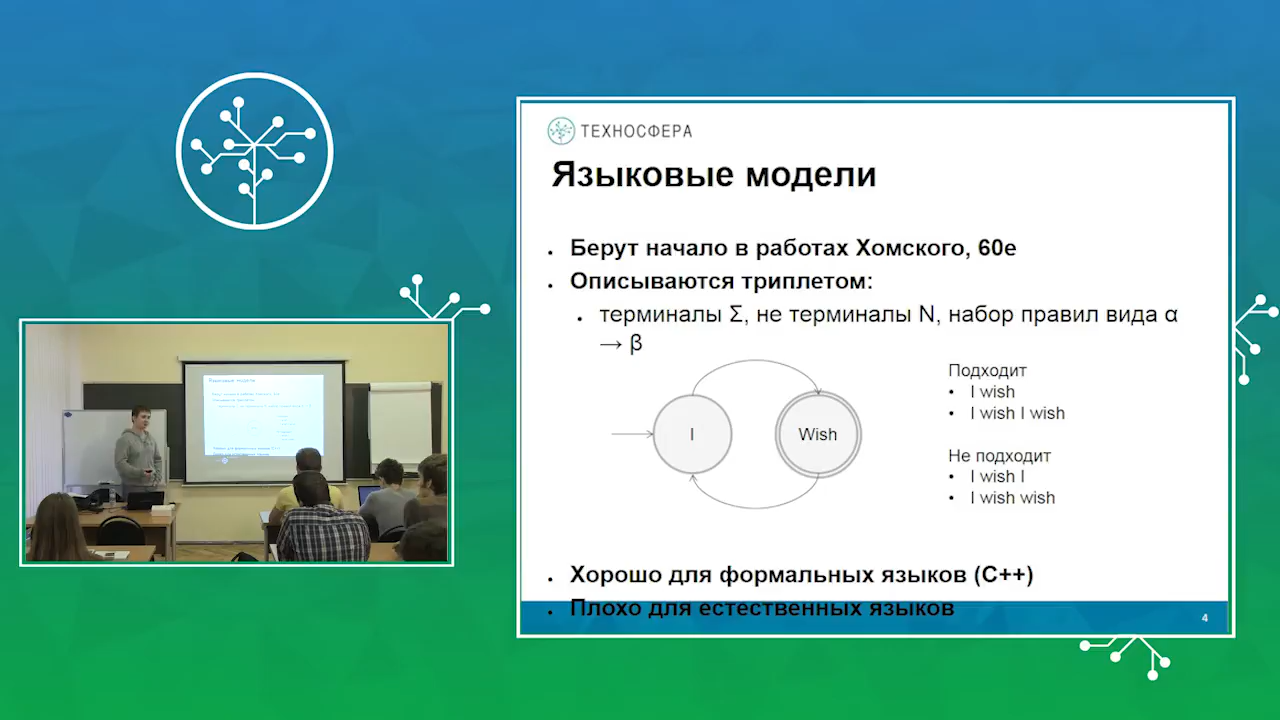 ТЕХНОСФЕРА
Языковые модели
. Берут начало в работах Хомского, 60е
. Описываются триплетом:
. терминалы Σ, не терминалы N, набор правил вида α
→ β
I
Wish
Подходит
• I wish
• I wish I wish
Не подходит
• I wish I
• I wish wish
. Хорошо для формальных языков (C++)
. Плохо для естественных языков
4